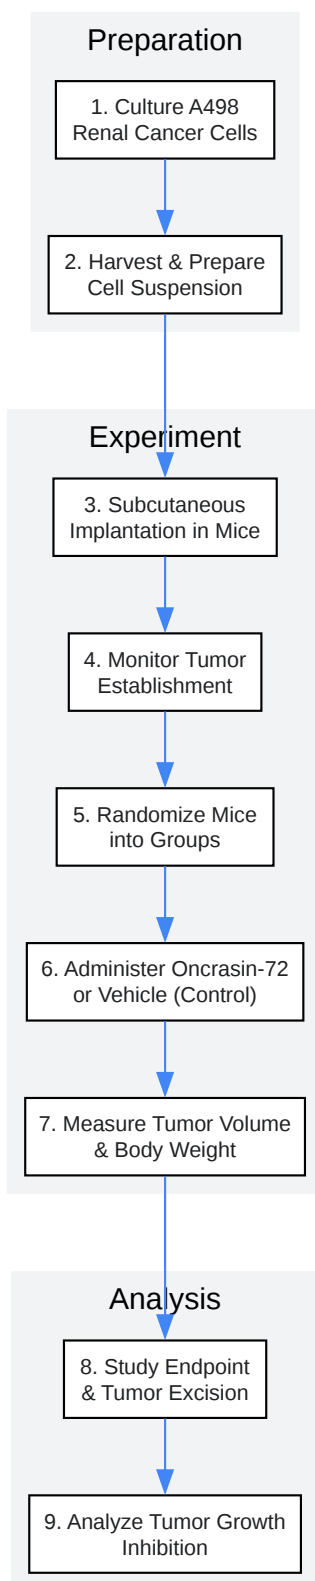 Preparation
1. Culture A498
Renal Cancer Cells
2. Harvest & Prepare
Cell Suspension
Experiment
3. Subcutaneous
Implantation in Mice
4. Monitor Tumor
Establishment
5. Randomize Mice
into Groups
6. Administer Oncrasin-72
or Vehicle (Control)
7. Measure Tumor Volume
& Body Weight
Analysis
8. Study Endpoint
& Tumor Excision
9. Analyze Tumor Growth
Inhibition